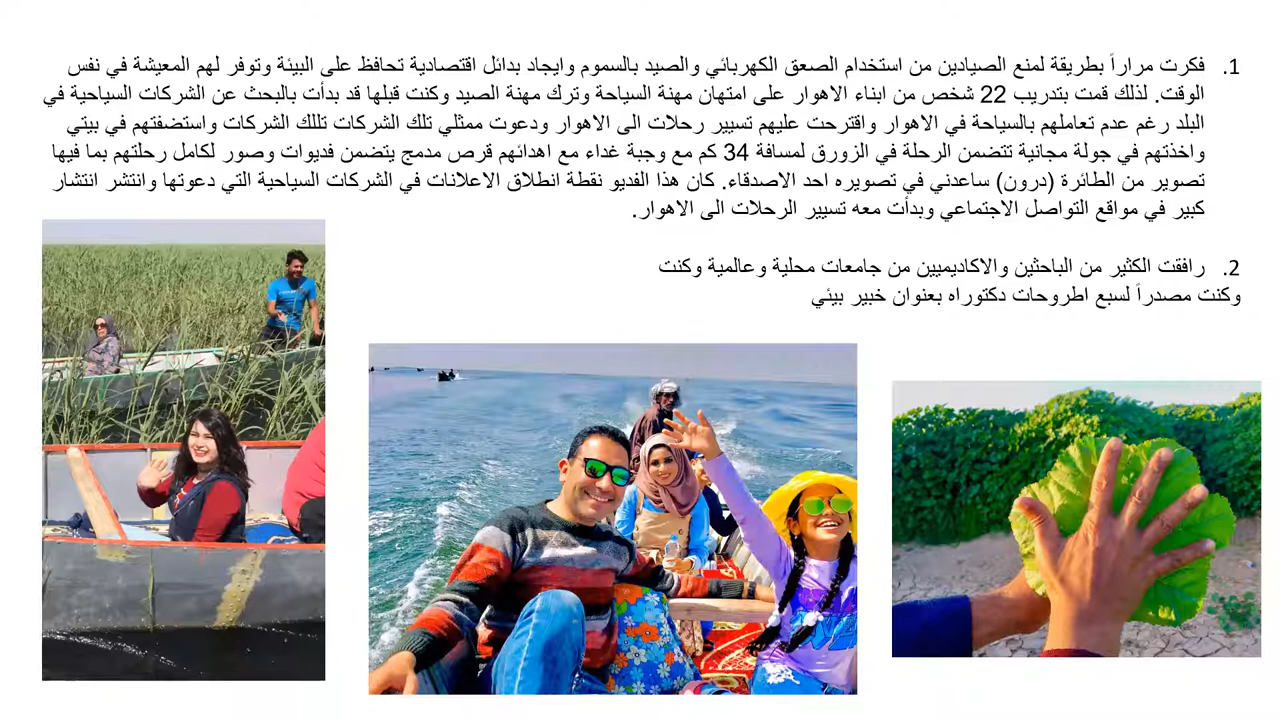 1. فكرت مراراً بطريقة لمنع الصيادين من استخدام الصعق الكهربائي والصيد بالسموم وايجاد بدائل اقتصادية تحافظ على البيئة وتوفر لهم المعيشة في نفس
الوقت. لذلك قمت بتدريب 22 شخص من ابناء الاهوار على امتهان مهنة السياحة وترك مهنة الصيد وكنت قبلها قد بدأت بالبحث عن الشركات السياحية في
البلد رغم عدم تعاملهم بالسياحة في الاهوار واقترحت عليهم تسيير رحلات الى الاهوار ودعوت ممثلي تلك الشركات تللك الشركات واستضفتهم في بيتي
واخذتهم في جولة مجانية تتضمن الرحلة في الزورق لمسافة 34 كم مع وجبة غداء مع اهدائهم قرص مدمج يتضمن فديوات وصور لكامل رحلتهم بما فيها
تصوير من الطائرة (درون) ساعدني في تصويره احد الاصدقاء. كان هذا الفديو نقطة انطلاق الاعلانات في الشركات السياحية التي دعوتها وانتشر انتشار
كبير في مواقع التواصل الاجتماعي وبدأت معه تسيير الرحلات الى الاهوار.
2. رافقت الكثير من الباحثين والاكاديميين من جامعات محلية وعالمية وكنت
وكنت مصدراً لسبع اطروحات دكتوراه بعنوان خبير بيئي